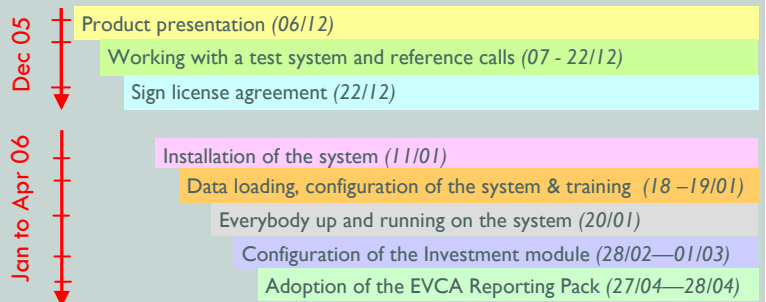 Dec 05
Product presentation (06/12)
Working with a test system and reference calls (07 - 22/12)
Sign license agreement (22/12)
Jan to Apr 06
Installation of the system (11/01)
Data loading, configuration of the system & training (18 –19/01)
Everybody up and running on the system (20/01)
Configuration of the Investment module (28/02—01/03)
Adoption of the EVCA Reporting Pack (27/04—28/04)